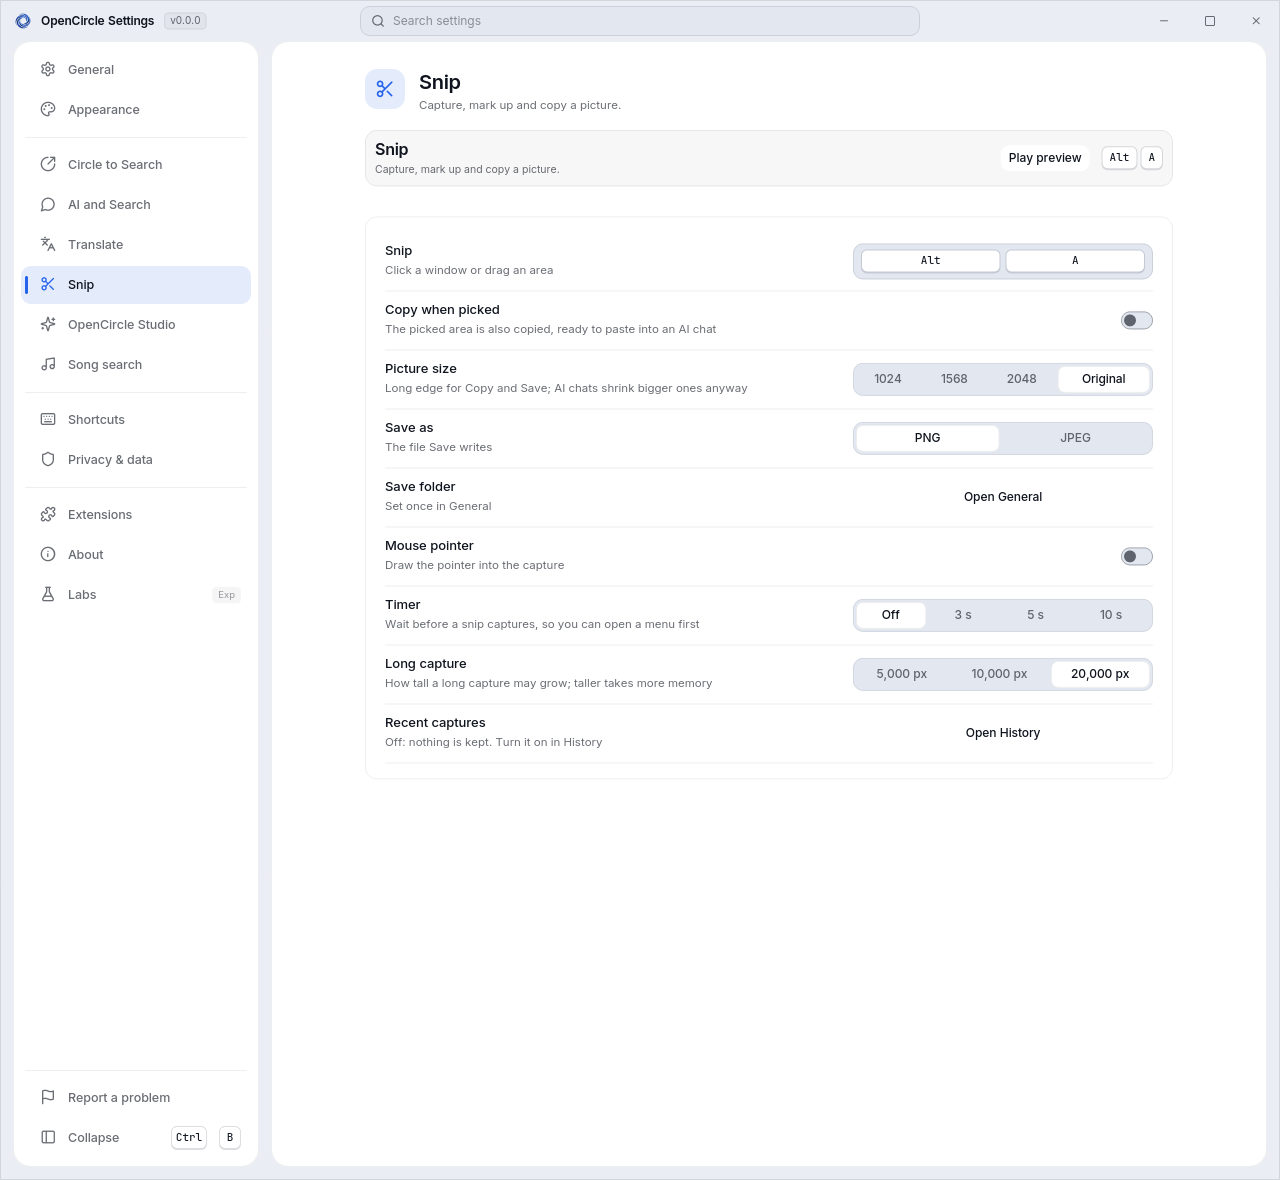 OpenCircle Settings
v0.0.0
Search settings
General
Appearance
Circle to Search
AI and Search
Translate
Snip
OpenCircle Studio
Song search
Shortcuts
Privacy & data
Extensions
About
Labs
Exp
Report a problem
Collapse
Ctrl
B
Snip
Capture, mark up and copy a picture.
Snip
Capture, mark up and copy a picture.
Play preview
Alt
A
Snip
Click a window or drag an area
Alt
A
Copy when picked
The picked area is also copied, ready to paste into an AI chat
Picture size
Long edge for Copy and Save; AI chats shrink bigger ones anyway
1024
1568
2048
Original
Save as
The file Save writes
PNG
JPEG
Save folder
Set once in General
Open General
Mouse pointer
Draw the pointer into the capture
Timer
Wait before a snip captures, so you can open a menu first
Off
3 s
5 s
10 s
Long capture
How tall a long capture may grow; taller takes more memory
5,000 px
10,000 px
20,000 px
Recent captures
Off: nothing is kept. Turn it on in History
Open History